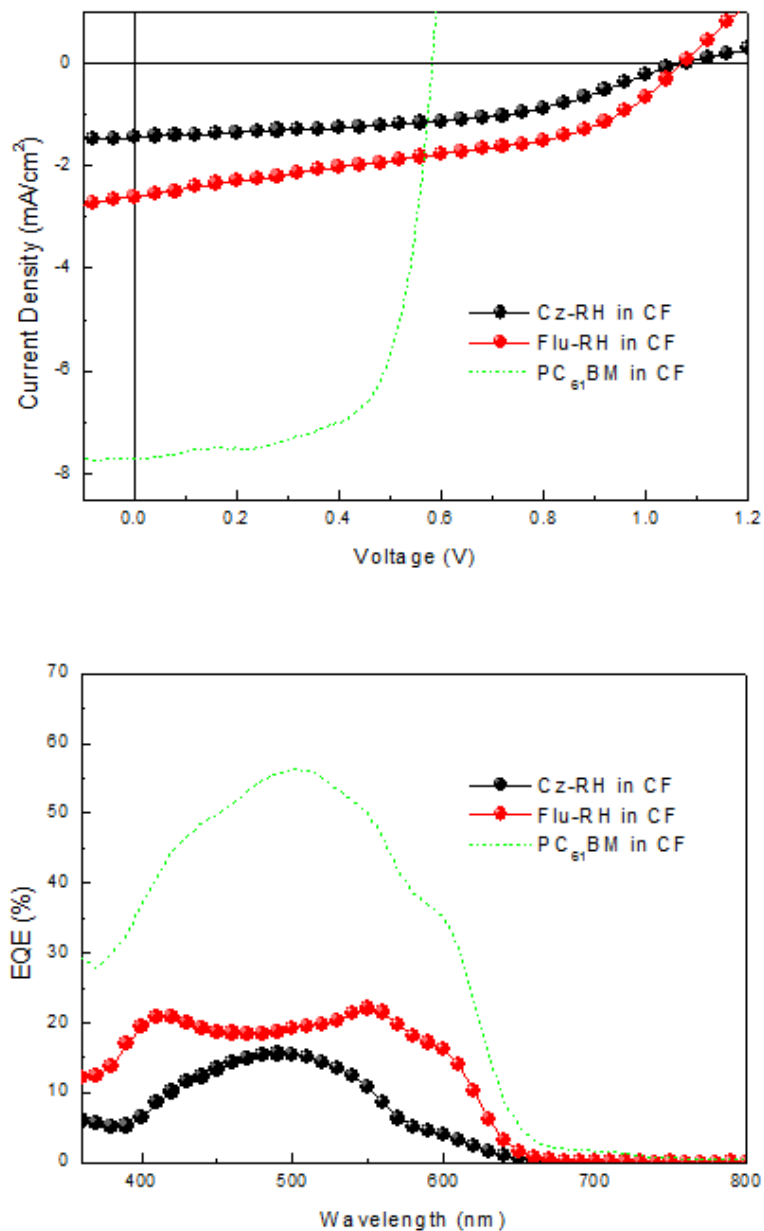 0
-2
-4
-6
-8
Current Density (mA/cm²)
Cz-RH in CF
Flu-RH in CF
PC₆₁BM in CF
0.0 0.2 0.4 0.6 0.8 1.0 1.2
Voltage (V)
70
60
50
40
30
20
10
0
EQE (%)
Cz-RH in CF
Flu-RH in CF
PC₆₁BM in CF
400 500 600 700 800
Wavelength (nm)